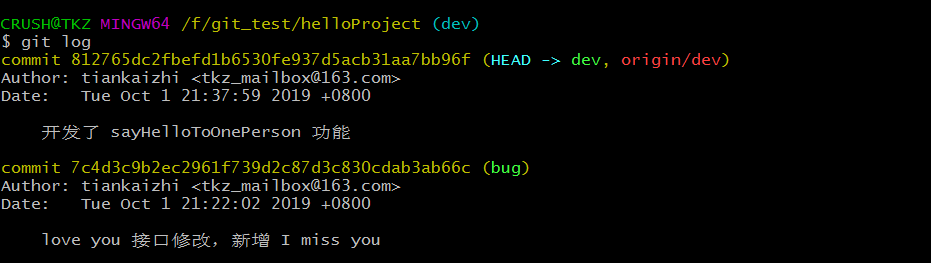 CRUSH@TKZ MINGW64 /f/git_test/helloProject (dev)
$ git log
commit 812765dc2fbefd1b6530fe937d5acb31aa7bb96f (HEAD -> dev, origin/dev)
Author: tiankaizhi <tkz_mailbox@163.com>
Date:   Tue Oct 1 21:37:59 2019 +0800
开发了 sayHelloToOnePerson 功能
commit 7c4d3c9b2ec2961f739d2c87d3c830cdab3ab66c (bug)
Author: tiankaizhi <tkz_mailbox@163.com>
Date:   Tue Oct 1 21:22:02 2019 +0800
love you 接口修改，新增 I miss you